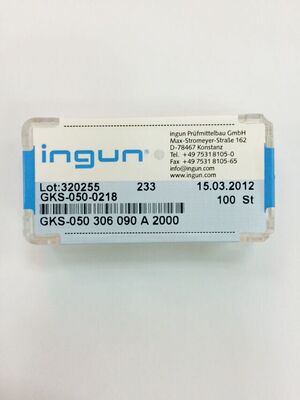 ingun Prüfmittelbau GmbH
Max-Stromeyer-Straße 162
D-78467 Konstanz
Tel. +49 7531 8105-0
Fax +49 7531 8105-65
info@ingun.com
www.ingun.com
ingun®
Lot:320255 233 15.03.2012
GKS-050-0218 100 St
GKS-050 306 090 A 2000